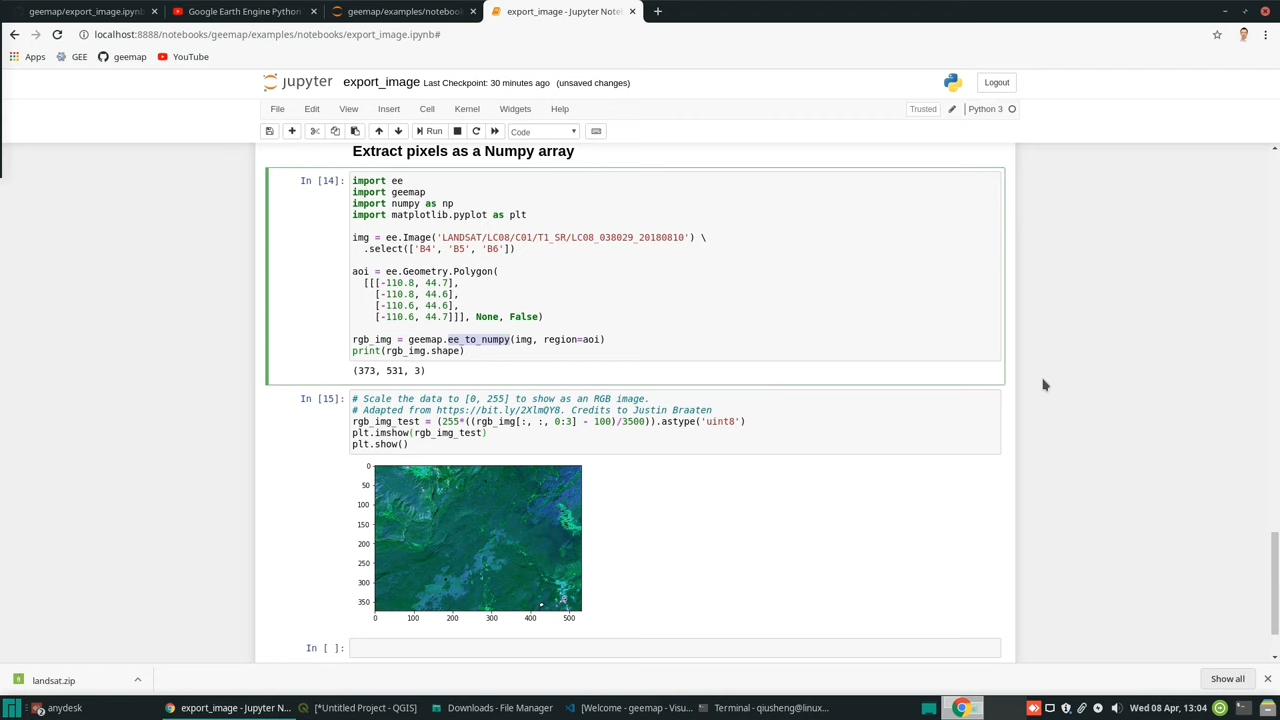 geemap/export_image.ipynb
Google Earth Engine Python
geemap/examples/noteboo
export_image - Jupyter Note
localhost:8888/notebooks/geemap/examples/notebooks/export_image.ipynb#
Apps GEE geemap YouTube
jupyter export_image Last Checkpoint: 30 minutes ago (unsaved changes) Logout
File Edit View Insert Cell Kernel Widgets Help Trusted Python 3
Run Code
Extract pixels as a Numpy array
In [14]: import ee
import geemap
import numpy as np
import matplotlib.pyplot as plt
img = ee.Image('LANDSAT/LC08/C01/T1_SR/LC08_038029_20180810') \
.select(['B4', 'B5', 'B6'])
aoi = ee.Geometry.Polygon(
[[[-110.8, 44.7],
[-110.8, 44.6],
[-110.6, 44.6],
[-110.6, 44.7]]], None, False)
rgb_img = geemap.ee_to_numpy(img, region=aoi)
print(rgb_img.shape)
(373, 531, 3)
In [15]: # Scale the data to [0, 255] to show as an RGB image.
# Adapted from https://bit.ly/2XlmQY8. Credits to Justin Braaten
rgb_img_test = (255*((rgb_img[:, :, 0:3] - 100)/3500)).astype('uint8')
plt.imshow(rgb_img_test)
plt.show()
0
50
100
150
200
250
300
350
0 100 200 300 400 500
In [ ]:
landsat.zip Show all
anydesk export_image - Jupyter N... [*Untitled Project - QGIS] Downloads - File Manager [Welcome - geemap - Visu... Terminal - qiusheng@linux... Wed 08 Apr, 13:04